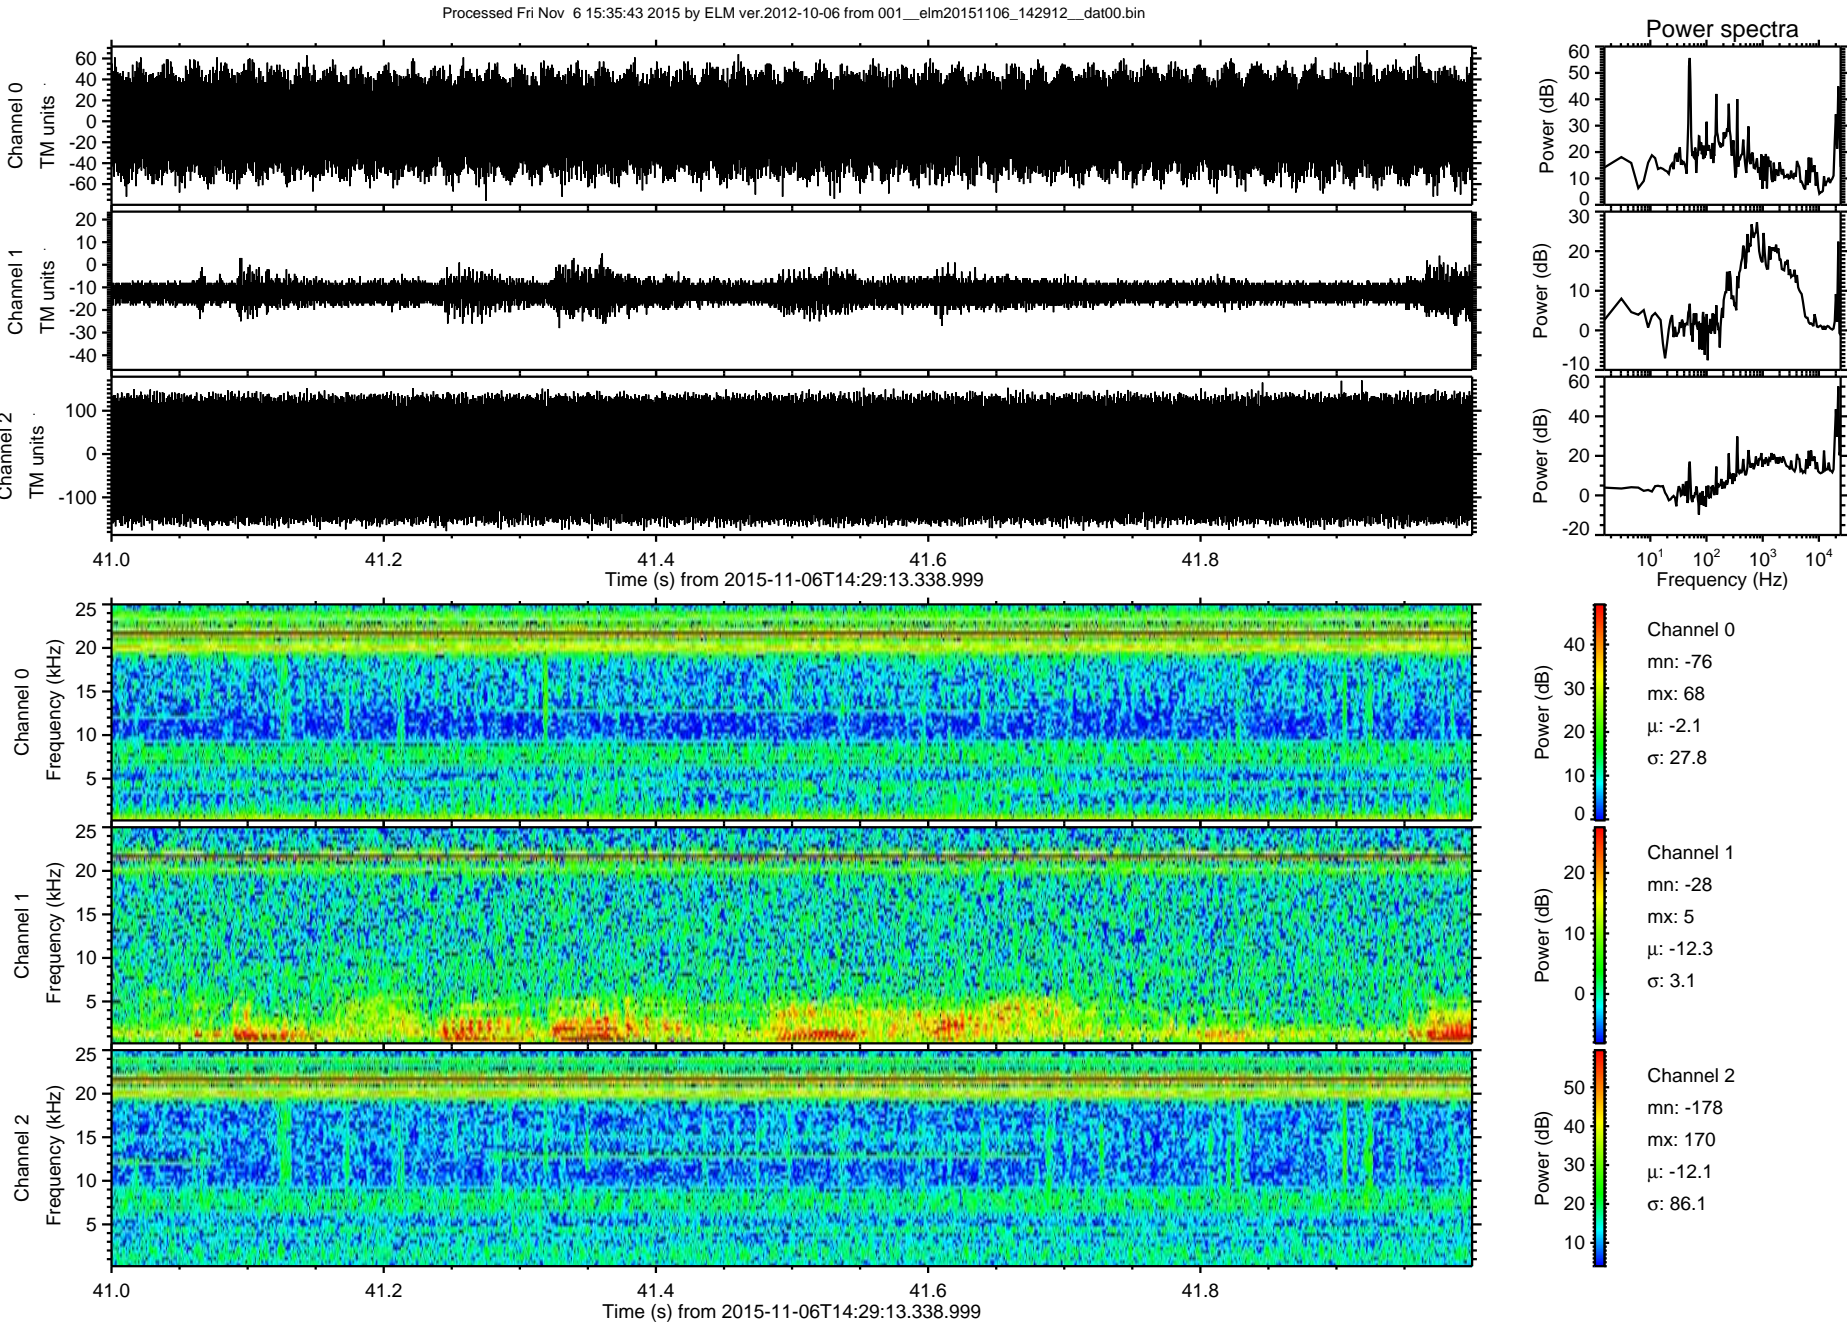 Processed Fri Nov  6 15:35:43 2015 by ELM ver.2012-10-06 from 001__elm20151106_142912__dat00.bin
Power spectra
Channel 0
TM units
60
40
20
0
-20
-40
-60
Power (dB)
60
50
40
30
20
10
0
Channel 1
TM units
20
10
0
-10
-20
-30
-40
Power (dB)
30
20
10
0
-10
Channel 2
TM units
100
0
-100
Power (dB)
60
40
20
0
-20
41.0 41.2 41.4 41.6 41.8
Time (s) from 2015-11-06T14:29:13.338.999
10^1 10^2 10^3 10^4
Frequency (Hz)
Channel 0
Frequency (kHz)
25
20
15
10
5
Power (dB)
40
30
20
10
0
Channel 0
mn: -76
mx: 68
μ: -2.1
σ: 27.8
Channel 1
Frequency (kHz)
25
20
15
10
5
Power (dB)
20
10
0
Channel 1
mn: -28
mx: 5
μ: -12.3
σ: 3.1
Channel 2
Frequency (kHz)
25
20
15
10
5
Power (dB)
50
40
30
20
10
Channel 2
mn: -178
mx: 170
μ: -12.1
σ: 86.1
41.0 41.2 41.4 41.6 41.8
Time (s) from 2015-11-06T14:29:13.338.999